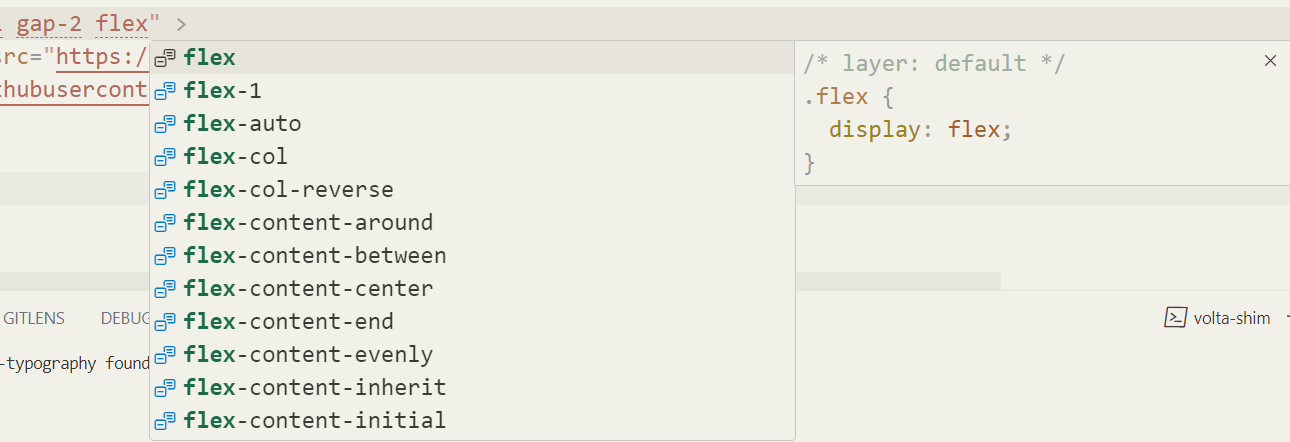 gap-2 flex" >
src="https:/
flex
flex-1
flex-auto
flex-col
flex-col-reverse
flex-content-around
flex-content-between
flex-content-center
flex-content-end
flex-content-evenly
flex-content-inherit
flex-content-initial
/* layer: default */
.flex {
display: flex;
}
thubusercont
GITLENS DEBUG
volta-shim
-typography found